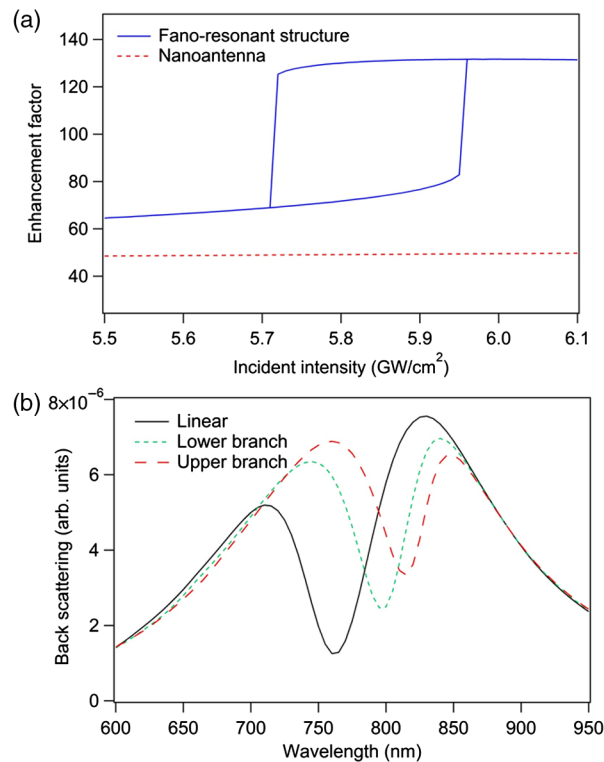 (a)
Fano-resonant structure
Nanoantenna
140
120
100
80
60
40
Enhancement factor
5.5 5.6 5.7 5.8 5.9 6.0 6.1
Incident intensity (GW/cm²)
(b)
8×10⁻⁶
Linear
Lower branch
Upper branch
6
4
2
0
Back scattering (arb. units)
600 650 700 750 800 850 900 950
Wavelength (nm)